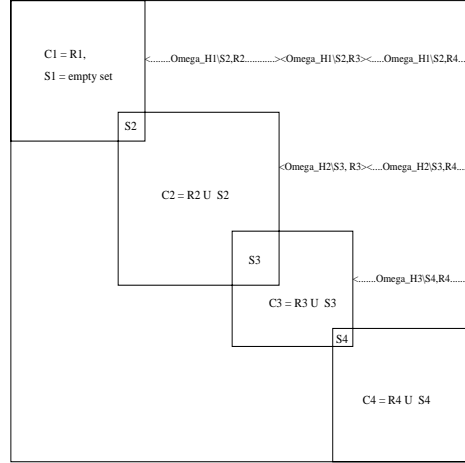 C1 = R1,
<........Omega_H1\S2,R2............><Omega_H1\S2,R3><.....Omega_H1\S2,R4...
S1 = empty set
S2
<Omega_H2\S3, R3><....Omega_H2\S3,R4....
C2 = R2 U S2
S3
<.......Omega_H3\S4,R4.......
C3 = R3 U S3
S4
C4 = R4 U S4